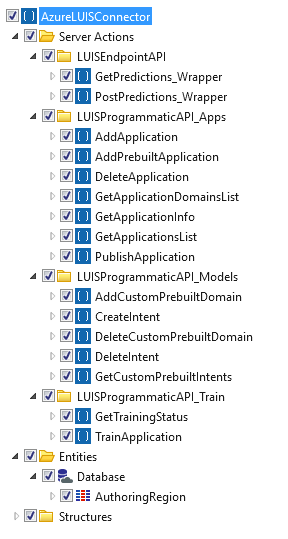 AzureLUISConnector
Server Actions
LUISEndpointAPI
GetPredictions_Wrapper
PostPredictions_Wrapper
LUISProgrammaticAPI_Apps
AddApplication
AddPrebuiltApplication
DeleteApplication
GetApplicationDomainsList
GetApplicationInfo
GetApplicationsList
PublishApplication
LUISProgrammaticAPI_Models
AddCustomPrebuiltDomain
CreateIntent
DeleteCustomPrebuiltDomain
DeleteIntent
GetCustomPrebuiltIntents
LUISProgrammaticAPI_Train
GetTrainingStatus
TrainApplication
Entities
Database
AuthoringRegion
Structures